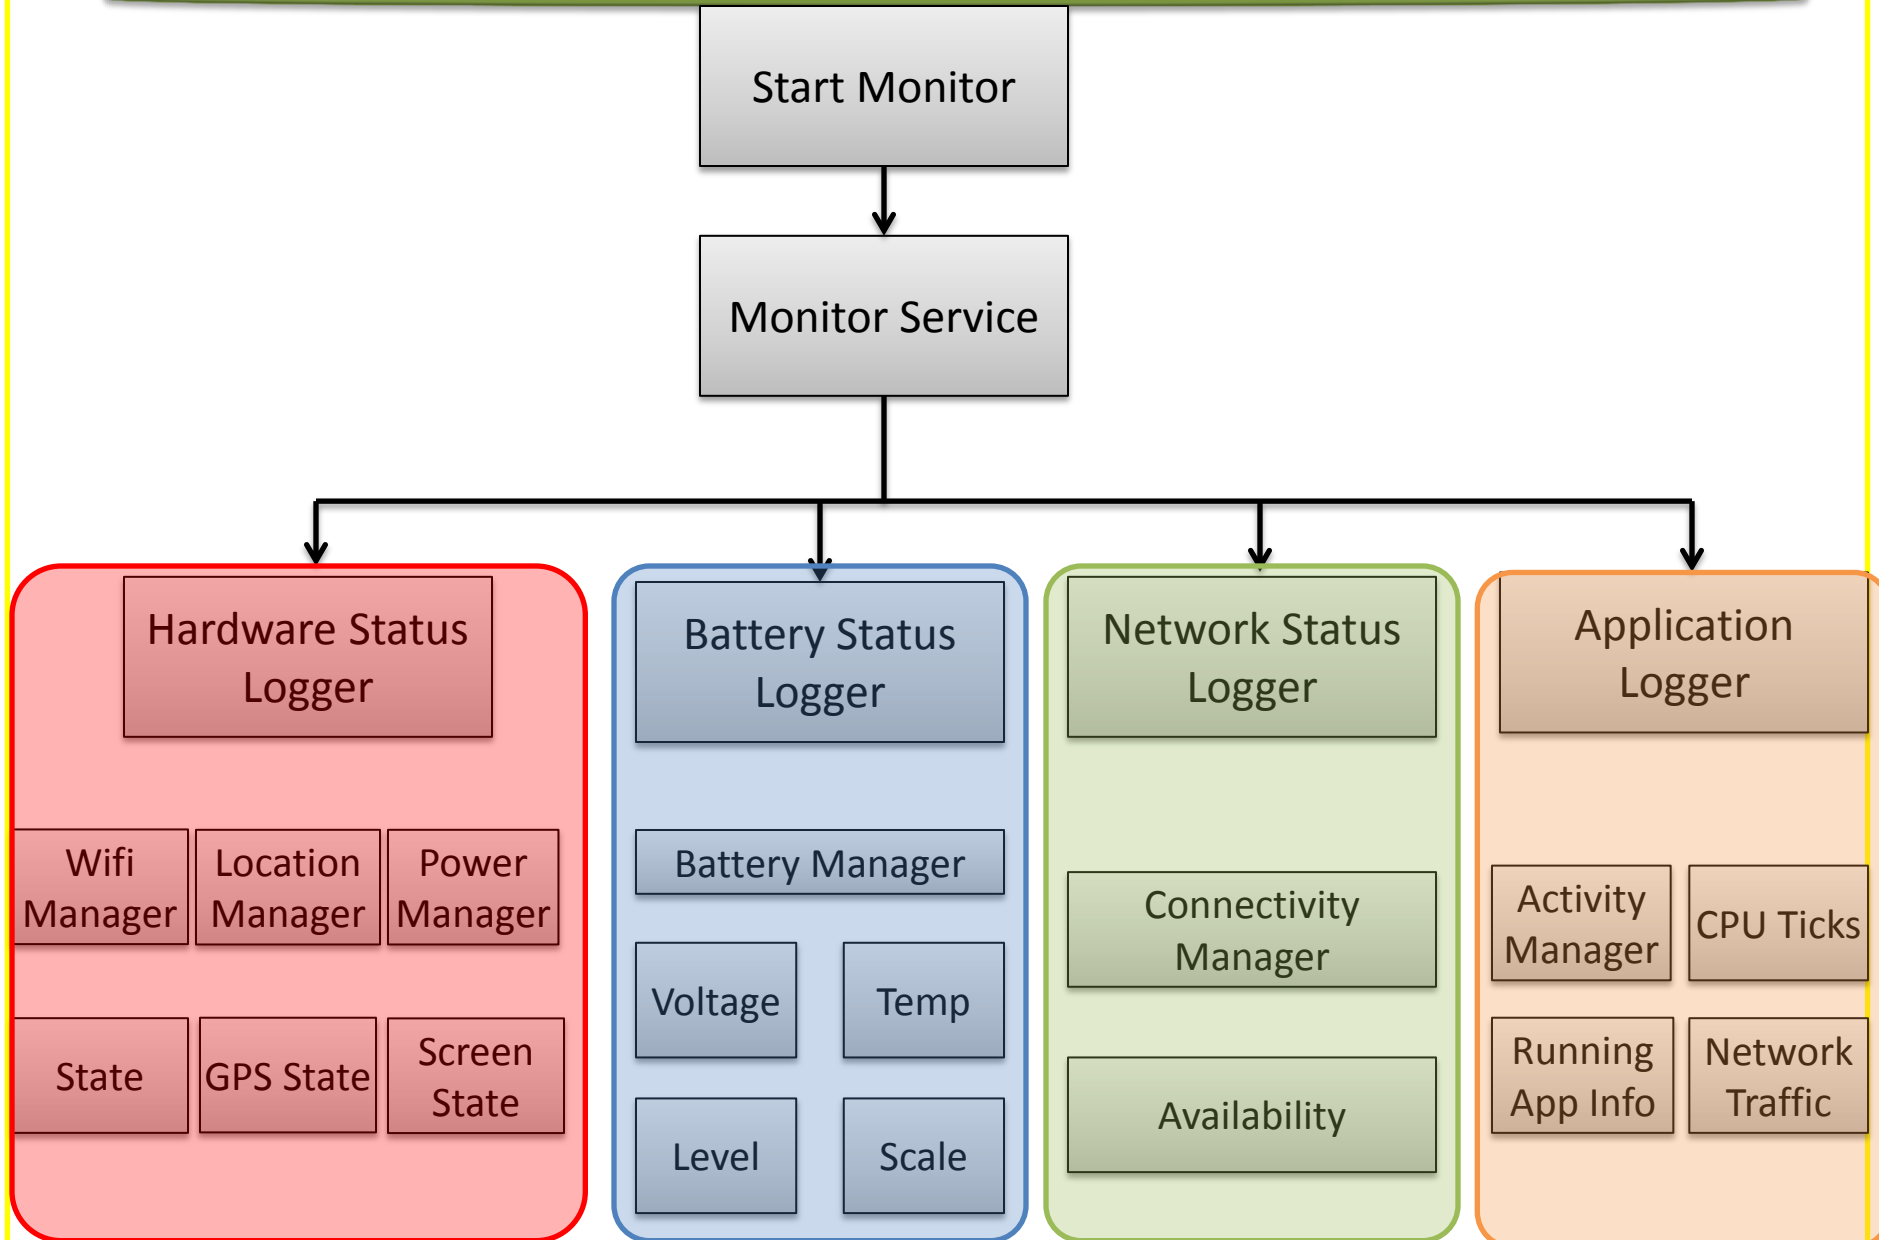 Start Monitor
Monitor Service
Hardware Status
Logger
Wifi
Manager
Location
Manager
Power
Manager
State
GPS State
Screen
State
Battery Status
Logger
Battery Manager
Voltage
Temp
Level
Scale
Network Status
Logger
Connectivity
Manager
Availability
Application
Logger
Activity
Manager
CPU Ticks
Running
App Info
Network
Traffic